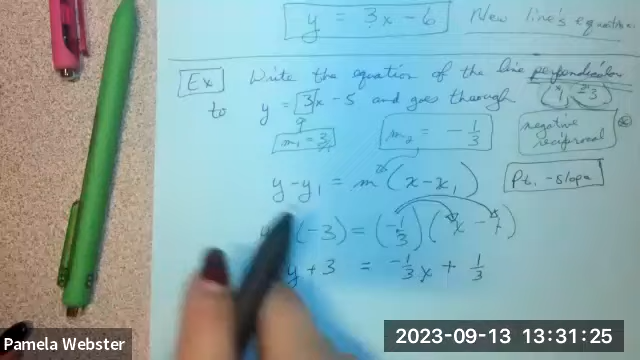 y = 3x - 6 New line's equation
Ex Write the equation of the line perpendicular
to y = 3x - 5 and goes through
m₁ = 3/1 m₂ = -1/3 negative reciprocal
y - y₁ = m (x - x₁) Pt. - slope
(-3) = (-1/3) (x - 1)
y + 3 = -1/3 x + 1/3
Pamela Webster
2023-09-13 13:31:25